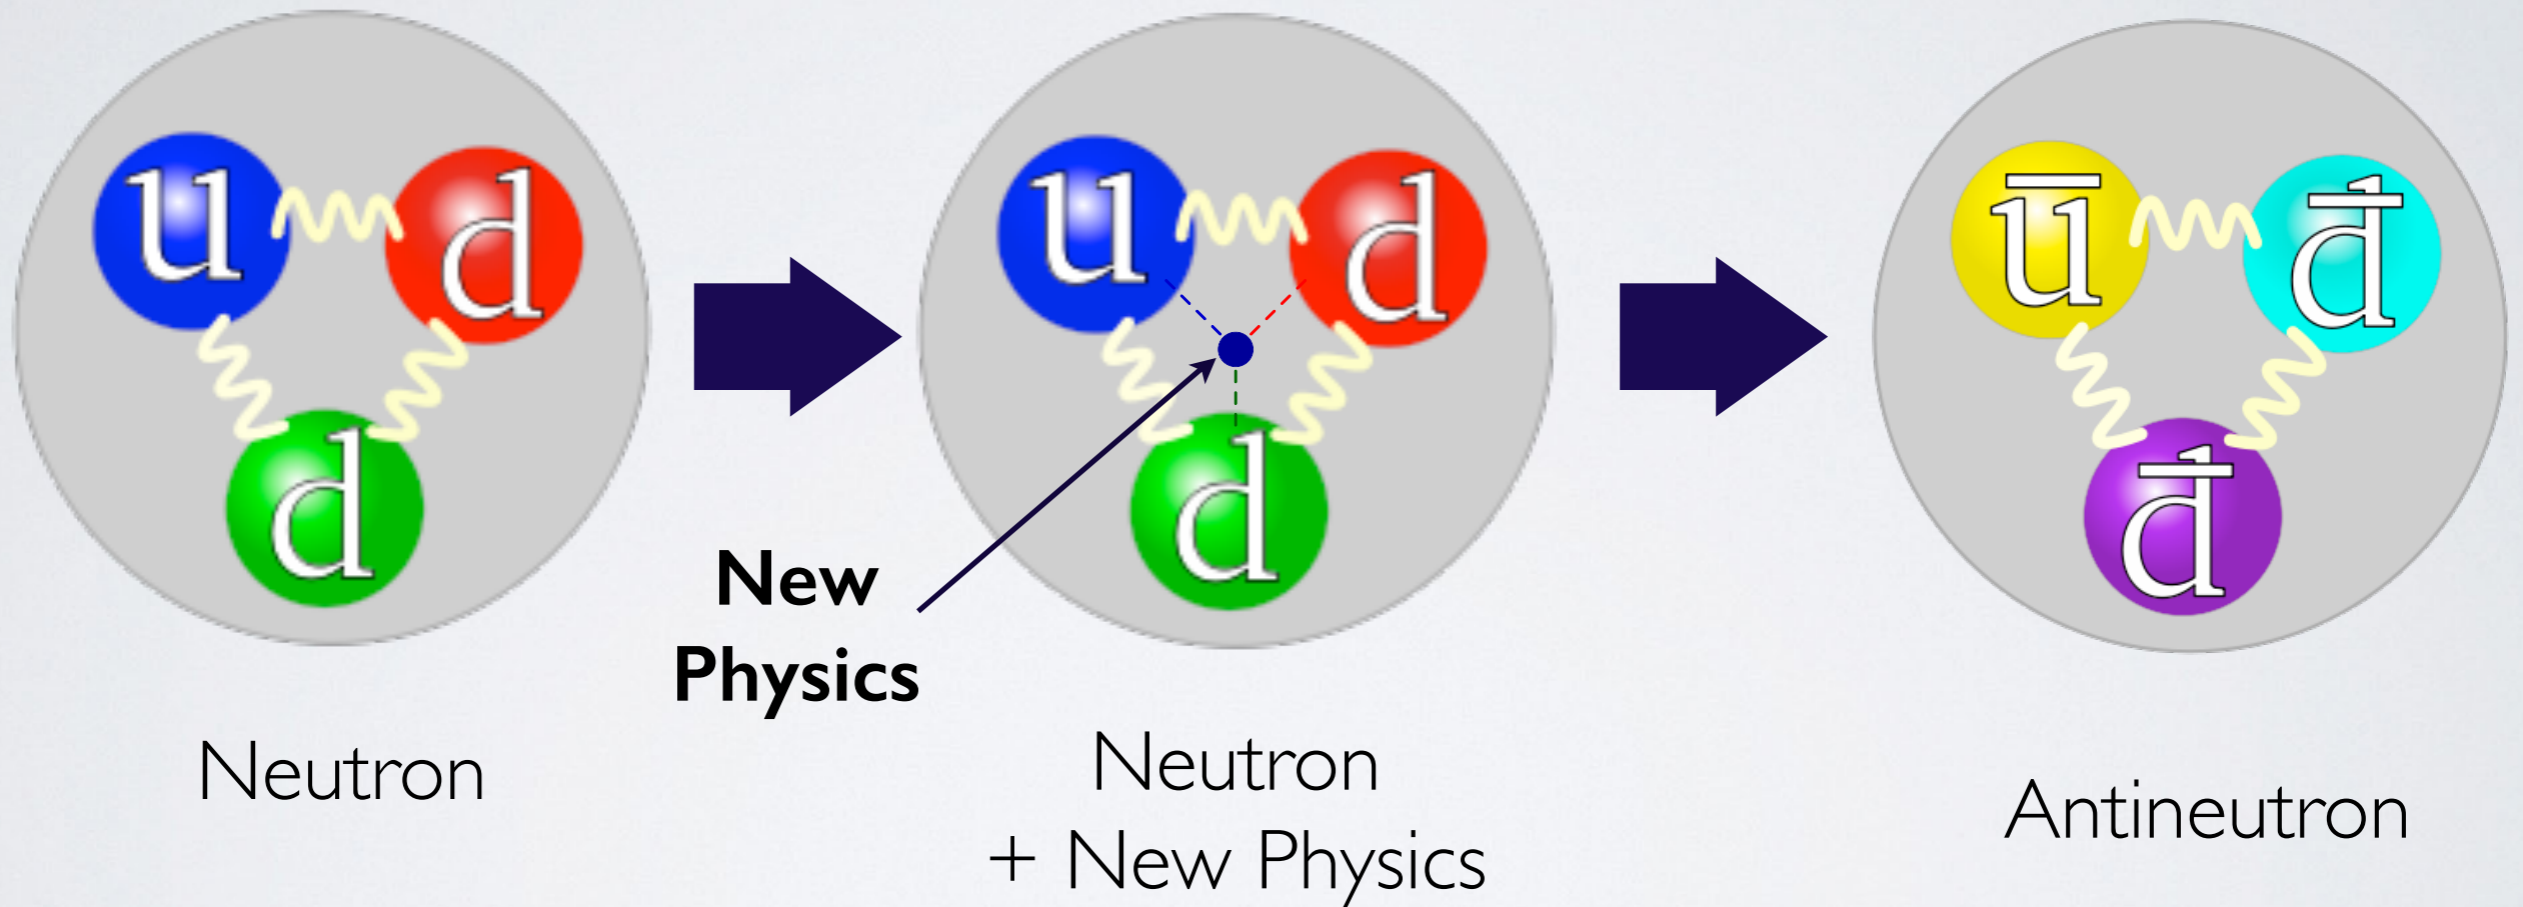 u d
d
u d
d
ū d̄
d̄
New
Physics
Neutron
Neutron
+ New Physics
Antineutron